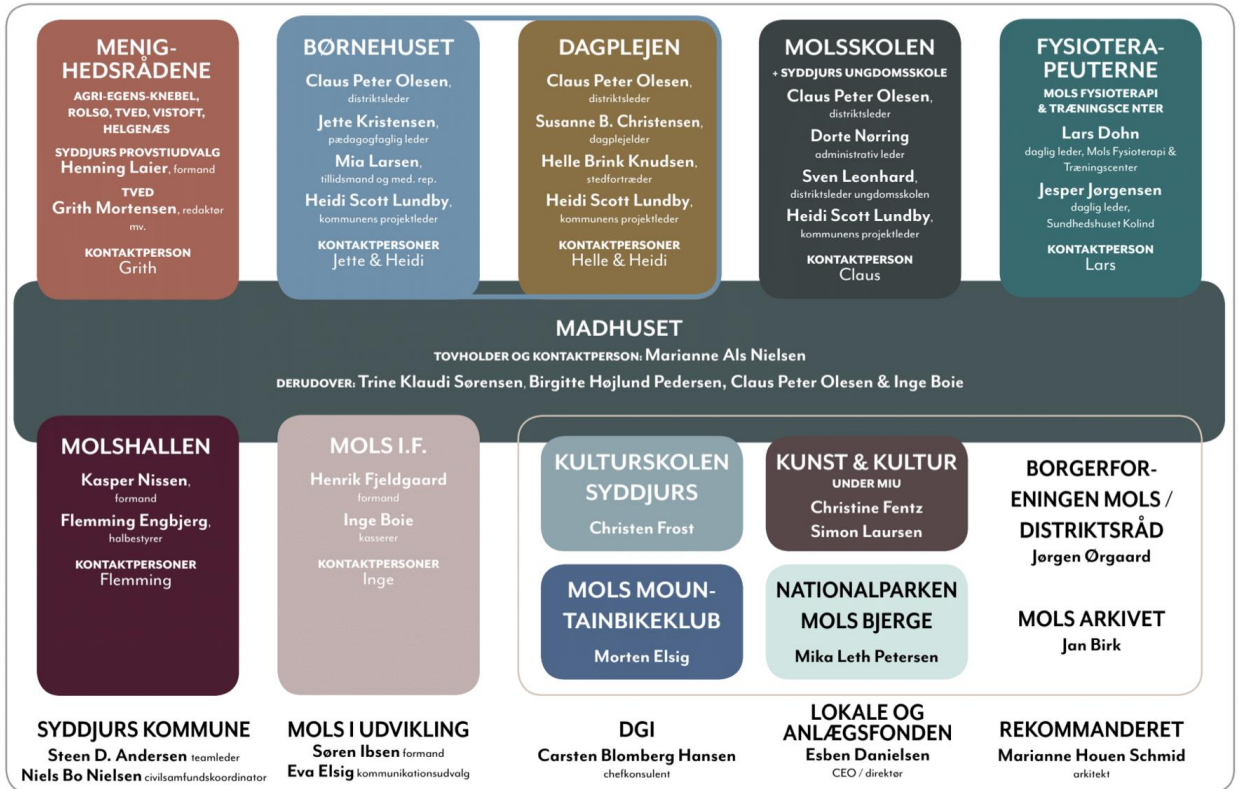 MENIG-
HEDSRÅDENE
AGRI-EGENS-KNEBEL,
ROLSØ, TVED, VISTOFT,
HELGENÆS
SYDDJURS PROVSTIUDVALG
Henning Laier, formand
TVED
Grith Mortensen, redaktør
mv.
KONTAKTPERSON
Grith
BØRNEHUSET
Claus Peter Olesen,
distriktsleder
Jette Kristensen,
pædagogfaglig leder
Mia Larsen,
tillidsmand og med. rep.
Heidi Scott Lundby,
kommunens projektleder
KONTAKTPERSONER
Jette & Heidi
DAGPLEJEN
Claus Peter Olesen,
distriktsleder
Susanne B. Christensen,
dagplejelder
Helle Brink Knudsen,
stedfortræder
Heidi Scott Lundby,
kommunens projektleder
KONTAKTPERSONER
Helle & Heidi
MOLSSKOLEN
+ SYDDJURS UNGDOMSSKOLE
Claus Peter Olesen,
distriktsleder
Dorte Nørring
administrativ leder
Sven Leonhard,
distriktsleder ungdomsskolen
Heidi Scott Lundby,
kommunens projektleder
KONTAKTPERSON
Claus
FYSIOTERA-
PEUTERNE
MOLS FYSIOTERAPI
& TRÆNINGSCE NTER
Lars Dohn
daglig leder, Mols Fysioterapi &
Træningscenter
Jesper Jørgensen
daglig leder,
Sundhedshuset Kolind
KONTAKTPERSON
Lars
MADHUSET
TOVHOLDER OG KONTAKTPERSON: Marianne Als Nielsen
DERUDOVER: Trine Klaudi Sørensen, Birgitte Højlund Pedersen, Claus Peter Olesen & Inge Boie
MOLSHALLEN
Kasper Nissen,
formand
Flemming Engbjerg,
halbestyrer
KONTAKTPERSONER
Flemming
MOLS I.F.
Henrik Fjeldgaard
formand
Inge Boie
kasserer
KONTAKTPERSONER
Inge
KULTURSKOLEN
SYDDJURS
Christen Frost
KUNST & KULTUR
UNDER MIU
Christine Fentz
Simon Laursen
BORGERFOR-
ENINGEN MOLS /
DISTRIKTSRÅD
Jørgen Ørgaard
MOLS MOUN-
TAINBIKEKLUB
Morten Elsig
NATIONALPARKEN
MOLS BJERGE
Mika Leth Petersen
MOLS ARKIVET
Jan Birk
SYDDJURS KOMMUNE
Steen D. Andersen teamleder
Niels Bo Nielsen civilsamfundskoordinator
MOLS I UDVIKLING
Søren Ibsen formand
Eva Elsig kommunikationsudvalg
DGI
Carsten Blomberg Hansen
chefkonsulent
LOKALE OG
ANLÆGSFONDEN
Esben Danielsen
CEO / direktør
REKOMMANDERET
Marianne Houen Schmid
arkitekt